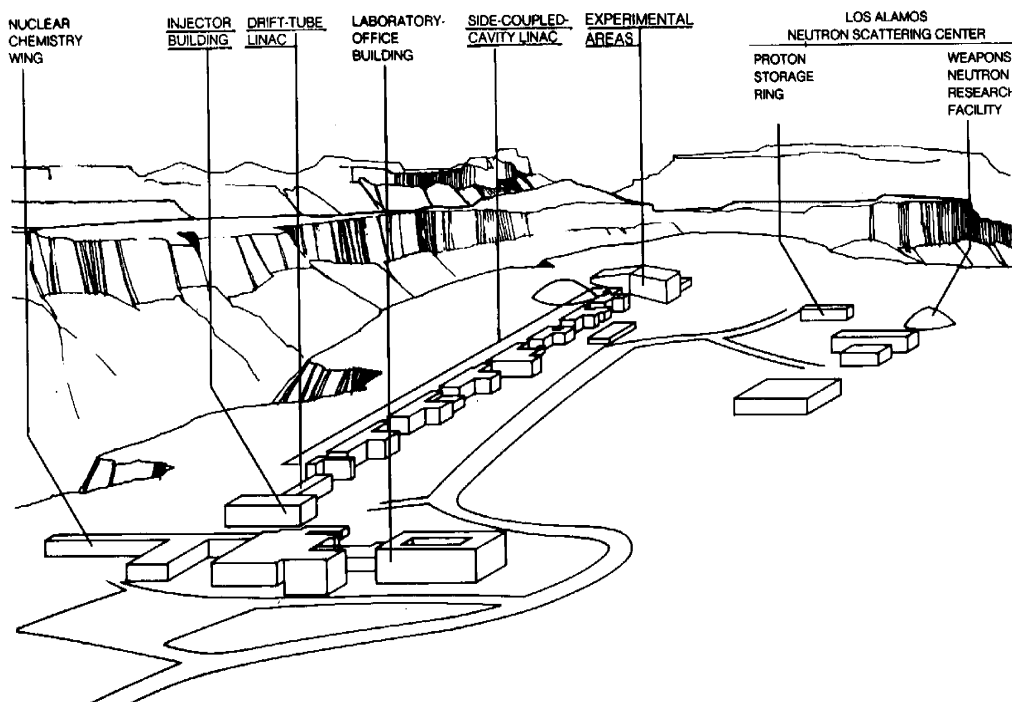 NUCLEAR
CHEMISTRY
WING
INJECTOR
BUILDING
DRIFT-TUBE
LINAC
LABORATORY-
OFFICE
BUILDING
SIDE-COUPLED-
CAVITY LINAC
EXPERIMENTAL
AREAS
LOS ALAMOS
NEUTRON SCATTERING CENTER
PROTON
STORAGE
RING
WEAPONS
NEUTRON
RESEARCH
FACILITY